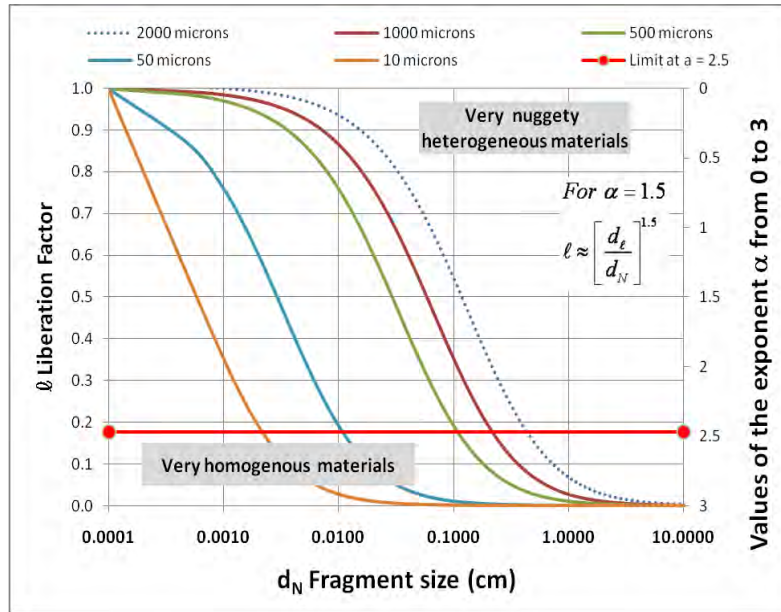 2000 microns 1000 microns 500 microns
50 microns 10 microns Limit at a = 2.5
1.0
0.9
0.8
0.7
0.6
0.5
0.4
0.3
0.2
0.1
0.0
ℓ Liberation Factor
Very nuggety
heterogeneous materials
For α = 1.5
ℓ ≈ [dℓ / dN]^1.5
Very homogenous materials
0
0.5
1
1.5
2
2.5
3
Values of the exponent α from 0 to 3
0.0001 0.0010 0.0100 0.1000 1.0000 10.0000
dN Fragment size (cm)